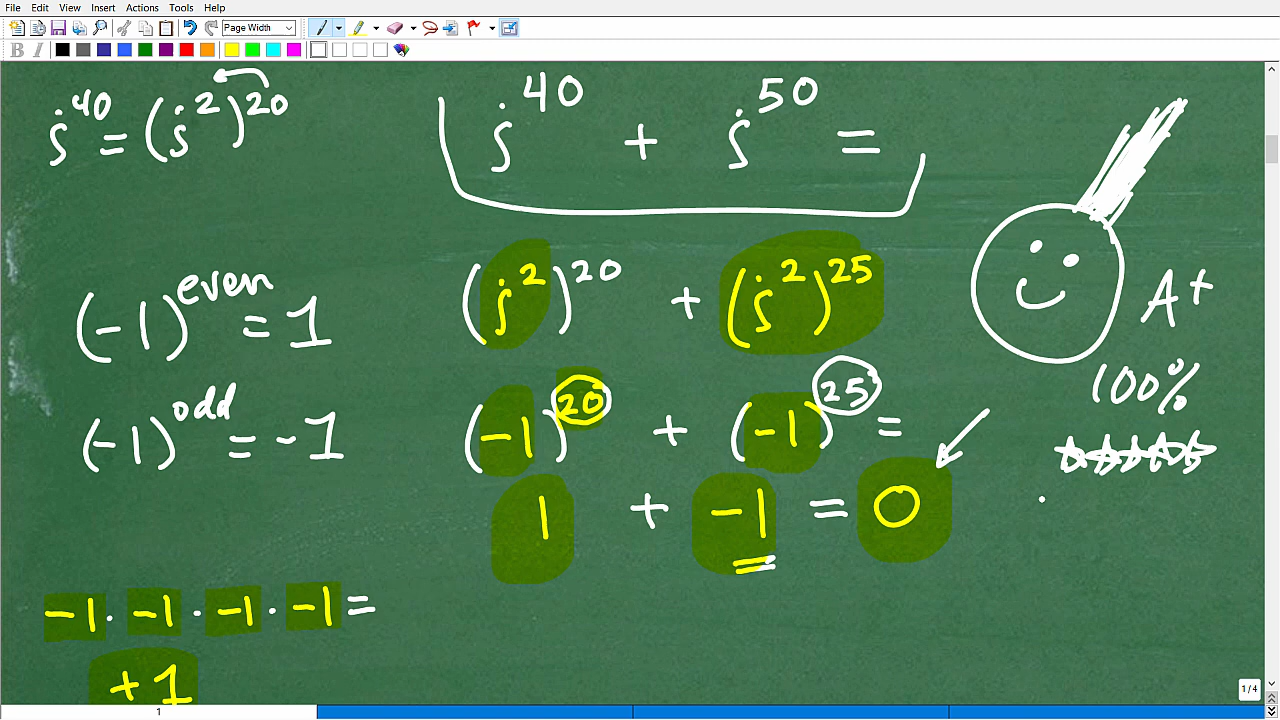 File Edit View Insert Actions Tools Help
Page Width
B I
i^40 = (i^2)^20
i^40 + i^50 =
(i^2)^20 + (i^2)^25
(-1)^even = 1
A+
100%
(-1)^odd = -1
(-1)^20 + (-1)^25 =
1 + -1 = 0
-1 · -1 · -1 · -1 =
+1
1/4
1